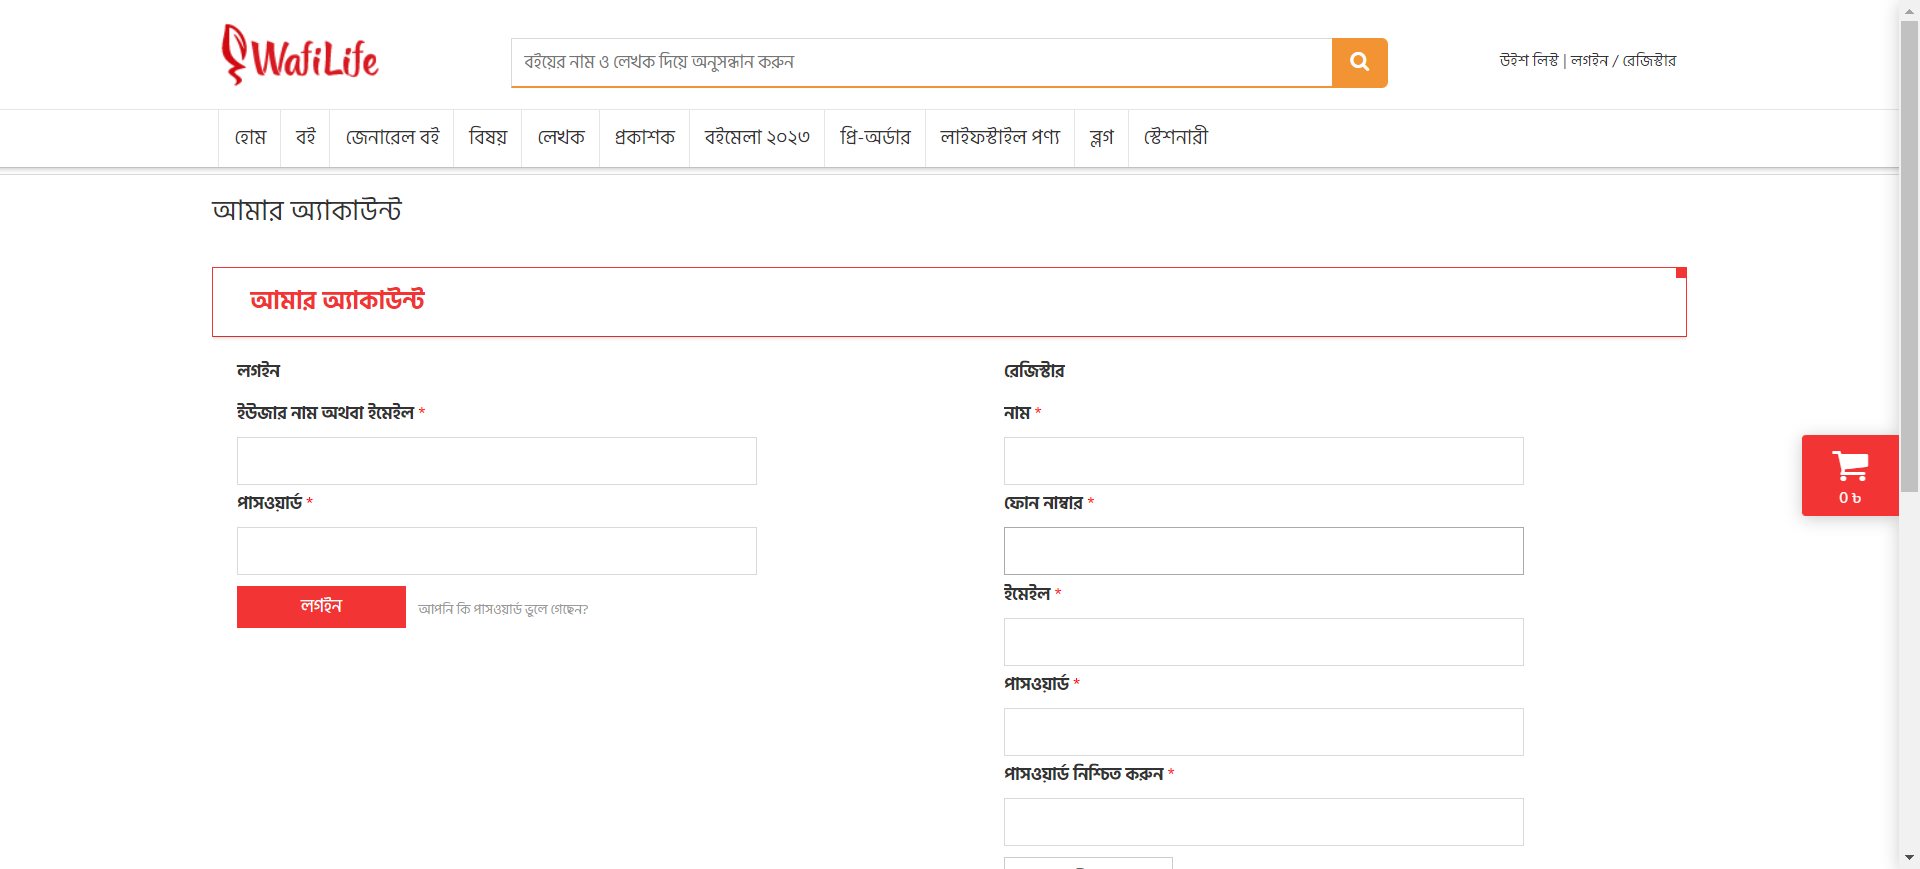 WafiLife
বইয়ের নাম ও লেখক দিয়ে অনুসন্ধান করুন
উইশ লিস্ট | লগইন / রেজিস্টার
হোম বই জেনারেল বই বিষয় লেখক প্রকাশক বইমেলা ২০২৩ প্রি-অর্ডার লাইফস্টাইল পণ্য ব্লগ স্টেশনারী
আমার অ্যাকাউন্ট
আমার অ্যাকাউন্ট
লগইন
ইউজার নাম অথবা ইমেইল *
পাসওয়ার্ড *
লগইন আপনি কি পাসওয়ার্ড ভুলে গেছেন?
রেজিস্টার
নাম *
ফোন নাম্বার *
ইমেইল *
পাসওয়ার্ড *
পাসওয়ার্ড নিশ্চিত করুন *
0 ৳